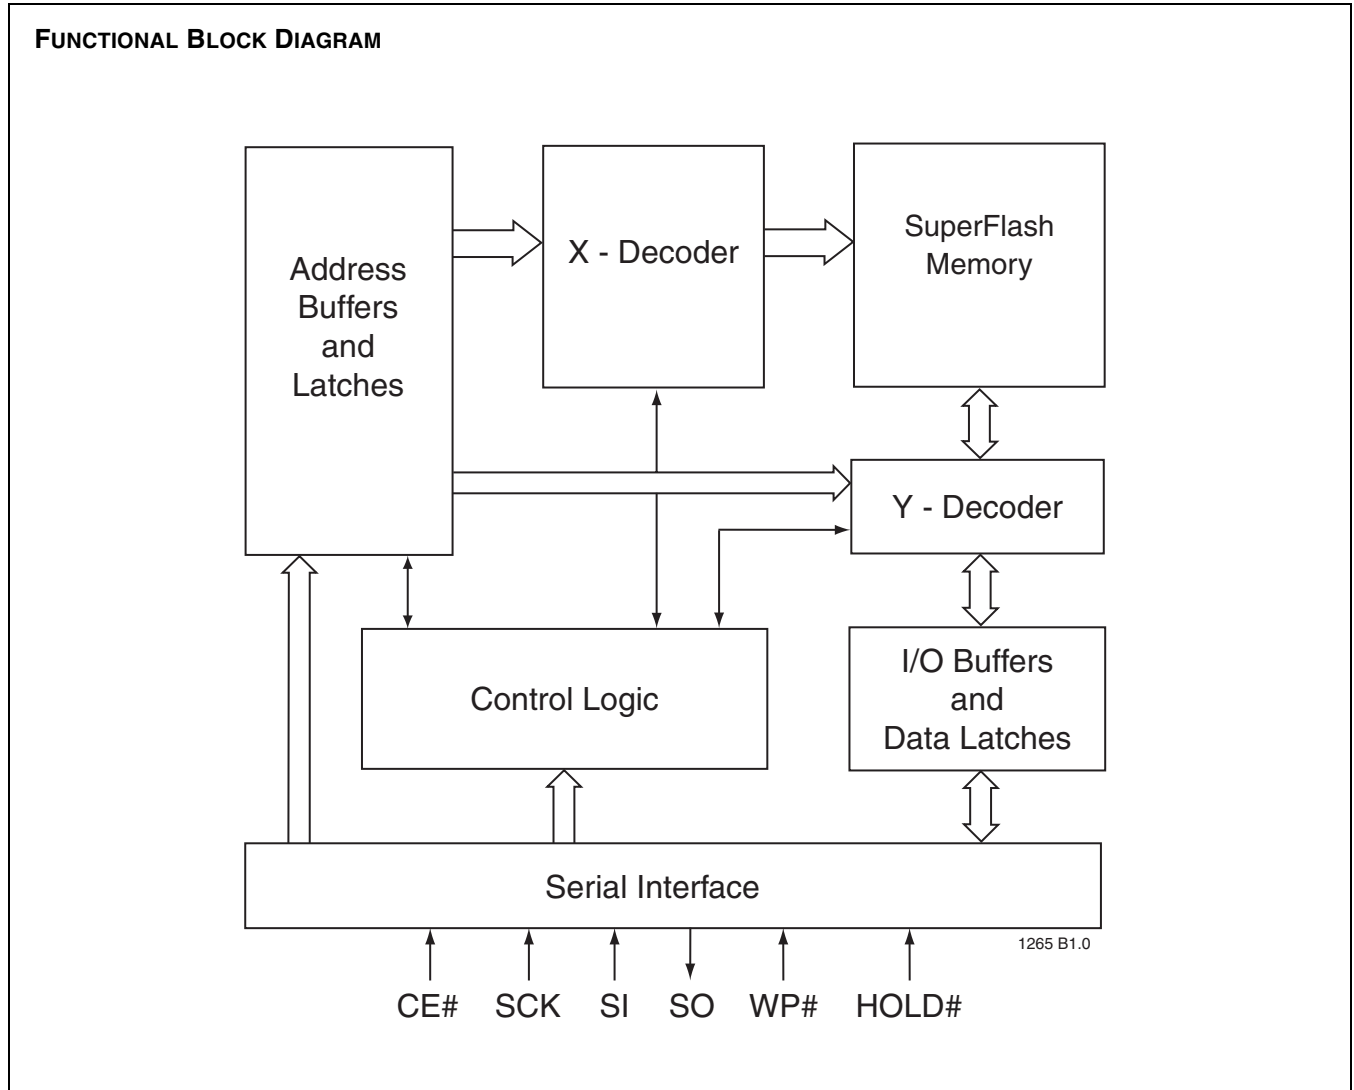 FUNCTIONAL BLOCK DIAGRAM
Address
Buffers
and
Latches
X - Decoder
SuperFlash
Memory
Y - Decoder
Control Logic
I/O Buffers
and
Data Latches
Serial Interface
1265 B1.0
CE# SCK SI SO WP# HOLD#